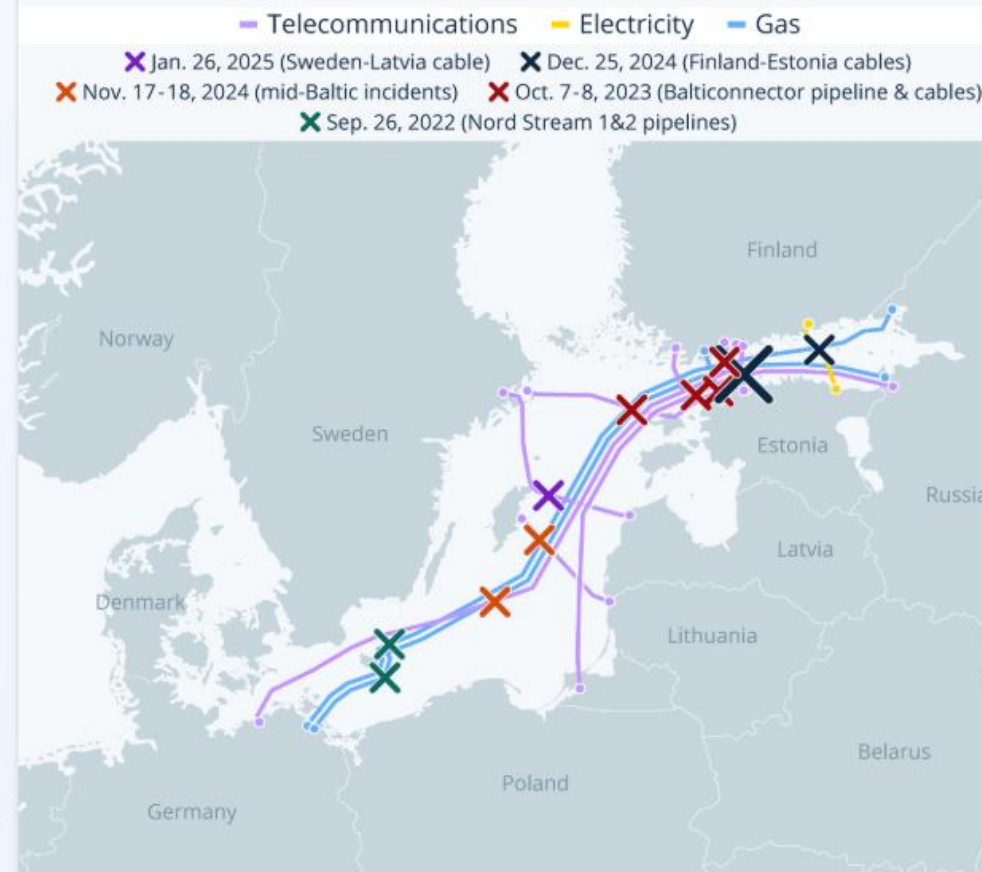 Telecommunications Electricity Gas
Jan. 26, 2025 (Sweden-Latvia cable) Dec. 25, 2024 (Finland-Estonia cables)
Nov. 17-18, 2024 (mid-Baltic incidents) Oct. 7-8, 2023 (Balticonnector pipeline & cables)
Sep. 26, 2022 (Nord Stream 1&2 pipelines)
Finland
Norway
Sweden
Estonia
Russia
Latvia
Denmark
Lithuania
Belarus
Poland
Germany